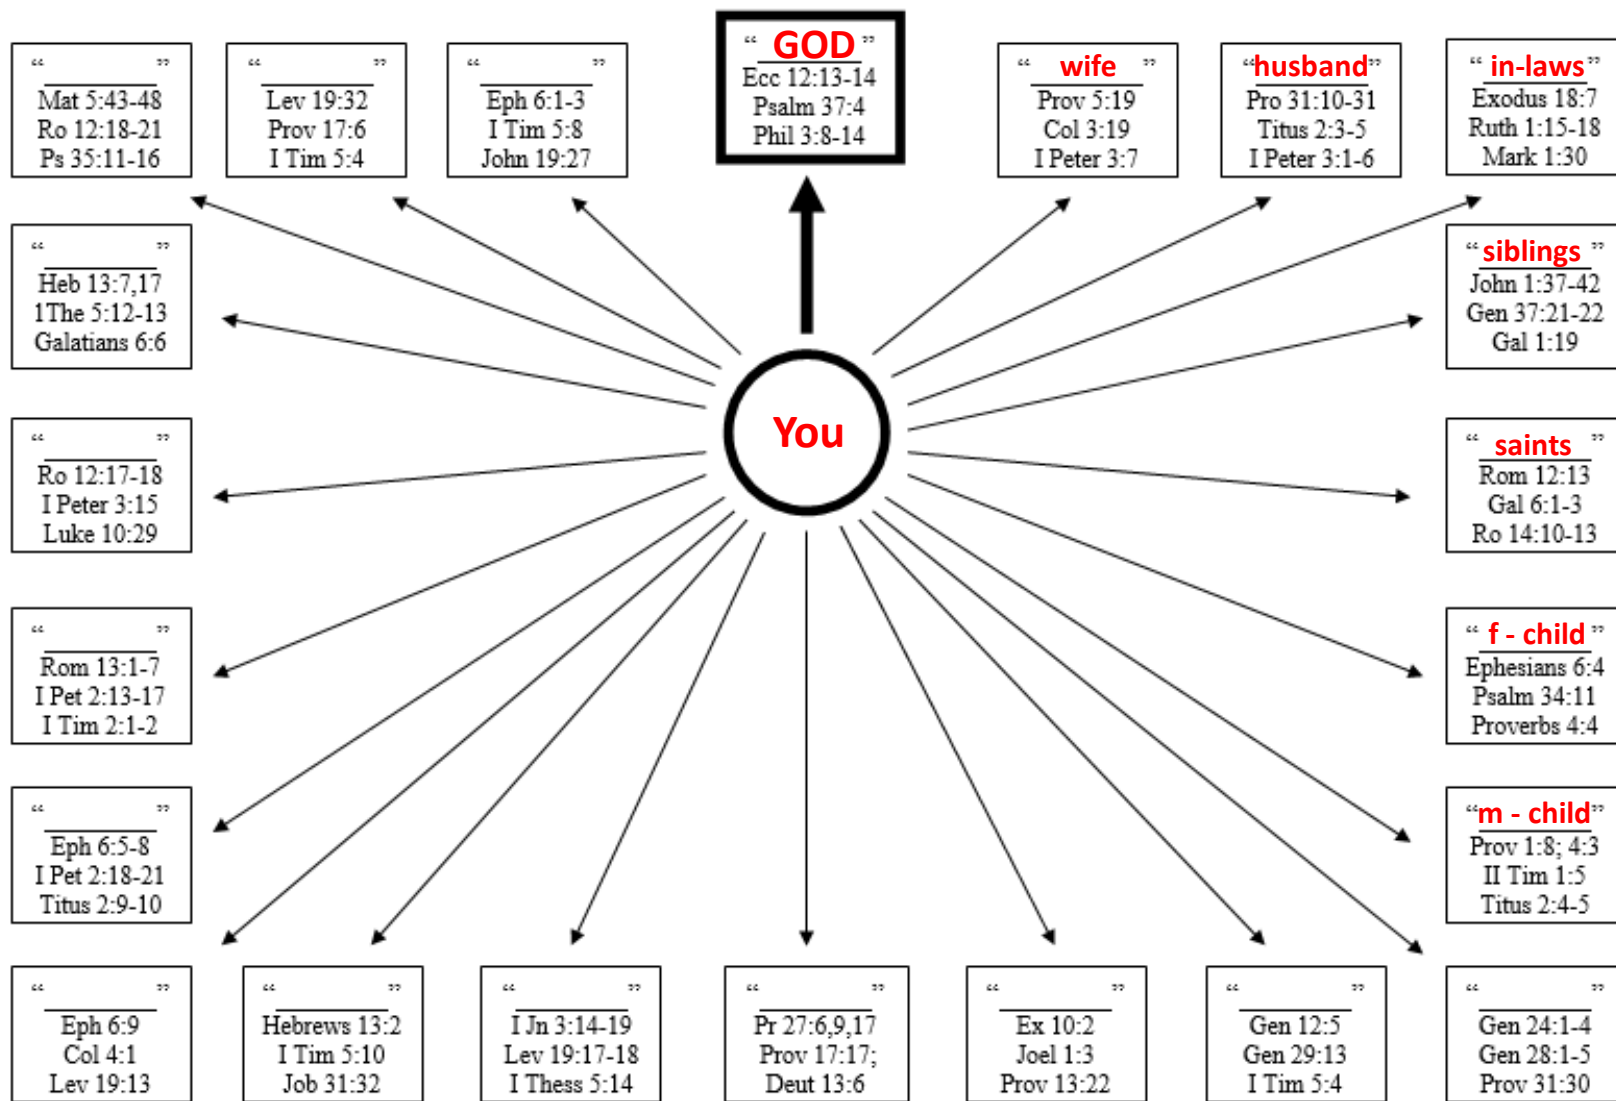 “ ”
Mat 5:43-48
Ro 12:18-21
Ps 35:11-16
“ ”
Lev 19:32
Prov 17:6
I Tim 5:4
“ ”
Eph 6:1-3
I Tim 5:8
John 19:27
“ GOD ”
Ecc 12:13-14
Psalm 37:4
Phil 3:8-14
“ wife ”
Prov 5:19
Col 3:19
I Peter 3:7
“husband”
Pro 31:10-31
Titus 2:3-5
I Peter 3:1-6
“ in-laws ”
Exodus 18:7
Ruth 1:15-18
Mark 1:30
“ ”
Heb 13:7,17
1The 5:12-13
Galatians 6:6
“ siblings ”
John 1:37-42
Gen 37:21-22
Gal 1:19
You
“ ”
Ro 12:17-18
I Peter 3:15
Luke 10:29
“ saints ”
Rom 12:13
Gal 6:1-3
Ro 14:10-13
“ ”
Rom 13:1-7
I Pet 2:13-17
I Tim 2:1-2
“ f - child ”
Ephesians 6:4
Psalm 34:11
Proverbs 4:4
“ ”
Eph 6:5-8
I Pet 2:18-21
Titus 2:9-10
“m - child”
Prov 1:8; 4:3
II Tim 1:5
Titus 2:4-5
“ ”
Eph 6:9
Col 4:1
Lev 19:13
“ ”
Hebrews 13:2
I Tim 5:10
Job 31:32
“ ”
I Jn 3:14-19
Lev 19:17-18
I Thess 5:14
“ ”
Pr 27:6,9,17
Prov 17:17;
Deut 13:6
“ ”
Ex 10:2
Joel 1:3
Prov 13:22
“ ”
Gen 12:5
Gen 29:13
I Tim 5:4
“ ”
Gen 24:1-4
Gen 28:1-5
Prov 31:30